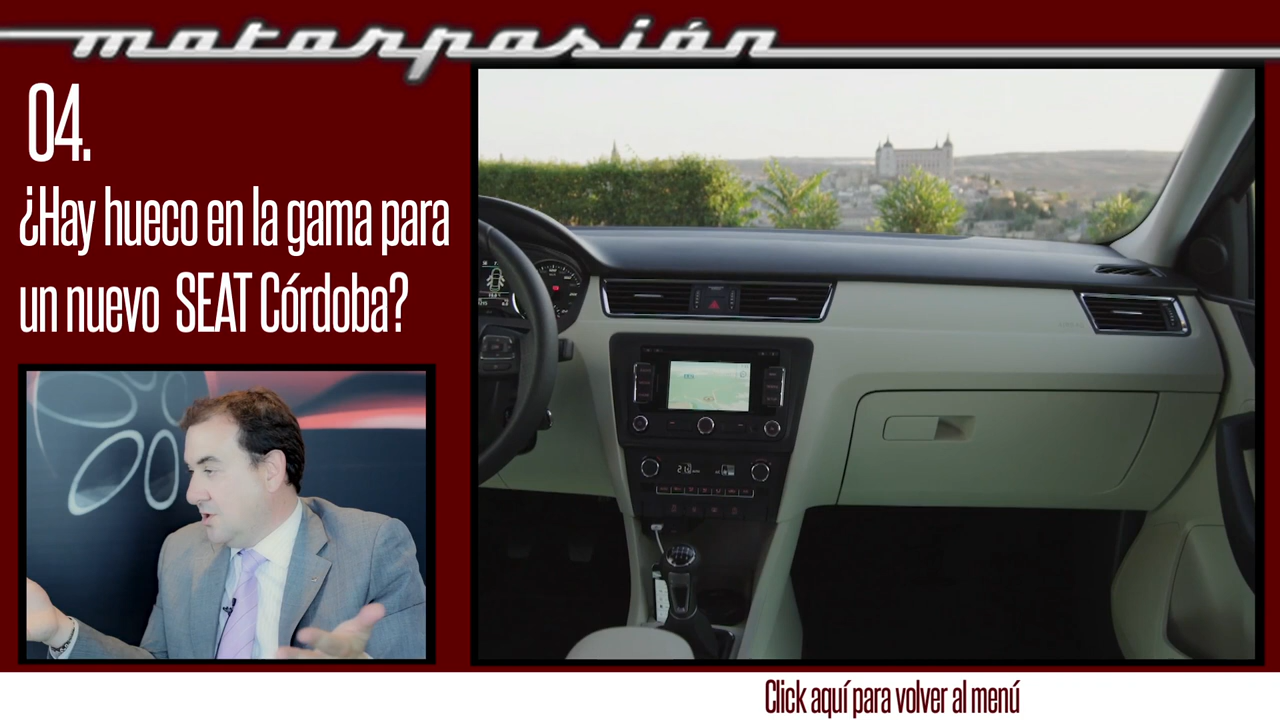 motorpasión
04.
¿Hay hueco en la gama para
un nuevo SEAT Córdoba?
Click aquí para volver al menú